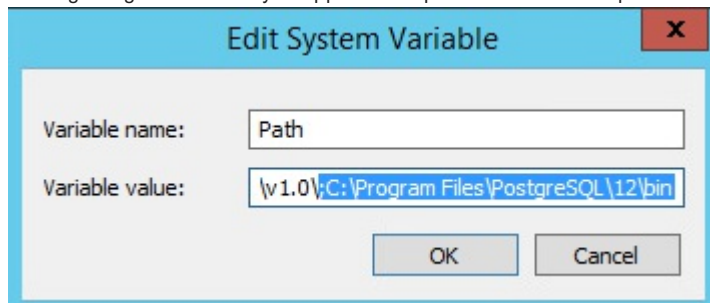 Edit System Variable
x
Variable name: Path
Variable value: \v1.0\;C:\Program Files\PostgreSQL\12\bin
OK Cancel